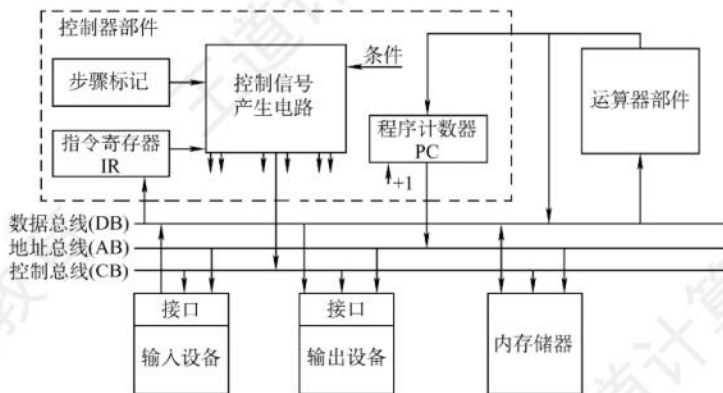 控制器部件
步骤标记
控制信号
产生电路
条件
运算器部件
指令寄存器
IR
程序计数器
PC
+1
数据总线(DB)
地址总线(AB)
控制总线(CB)
接口
接口
输入设备
输出设备
内存储器